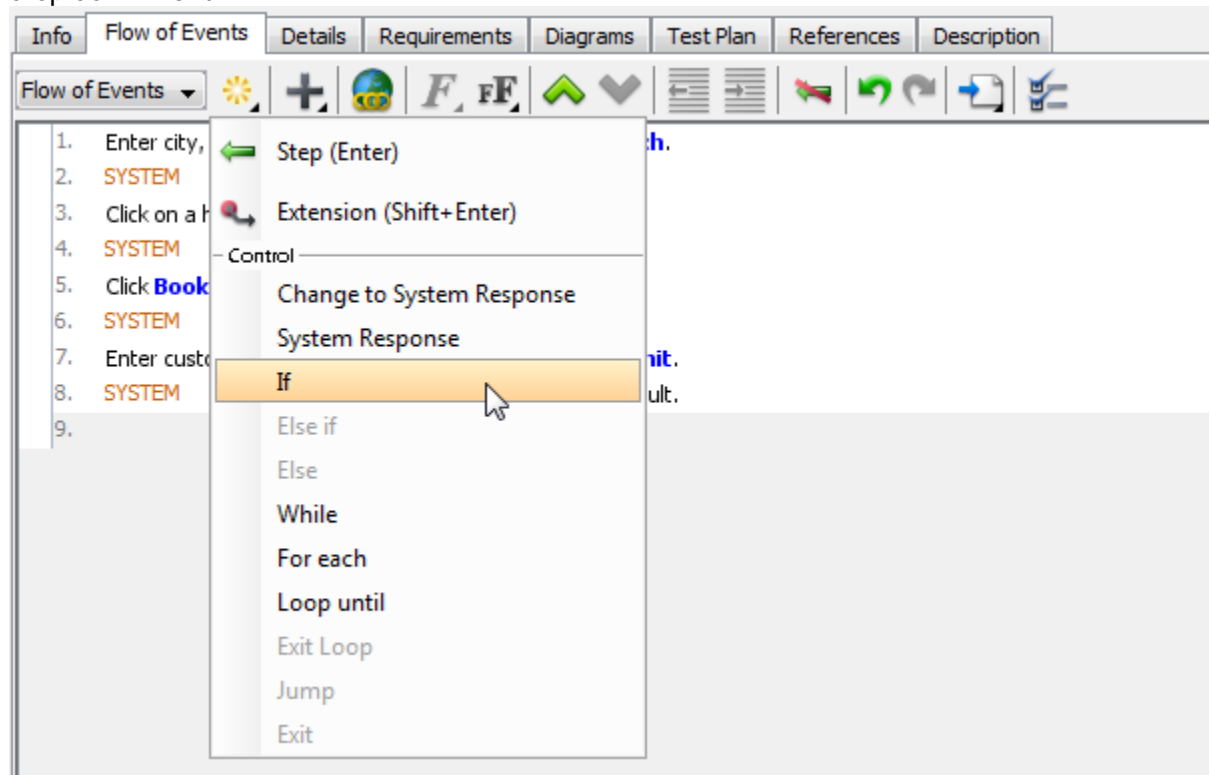 Info Flow of Events Details Requirements Diagrams Test Plan References Description
Flow of Events F FF
1. Enter city, h.
2. SYSTEM
3. Click on a h
4. SYSTEM
5. Click Book
6. SYSTEM
7. Enter custo nit.
8. SYSTEM ult.
9.
Step (Enter)
Extension (Shift+Enter)
Control
Change to System Response
System Response
If
Else if
Else
While
For each
Loop until
Exit Loop
Jump
Exit